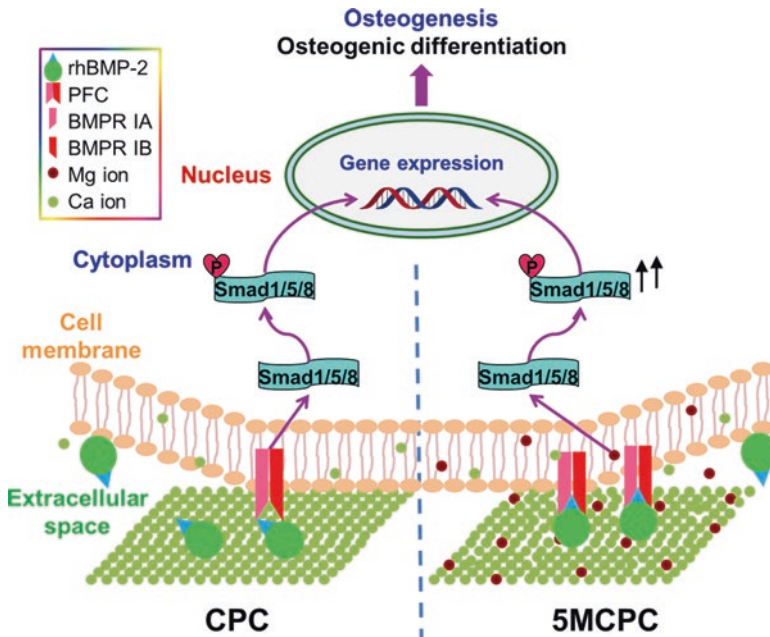 Osteogenesis
Osteogenic differentiation
rhBMP-2
PFC
BMPR IA
BMPR IB
Mg ion
Ca ion
Nucleus
Gene expression
Cytoplasm
P
Smad1/5/8
P
Smad1/5/8
Cell
membrane
Smad1/5/8
Smad1/5/8
Extracellular
space
CPC
5MCPC